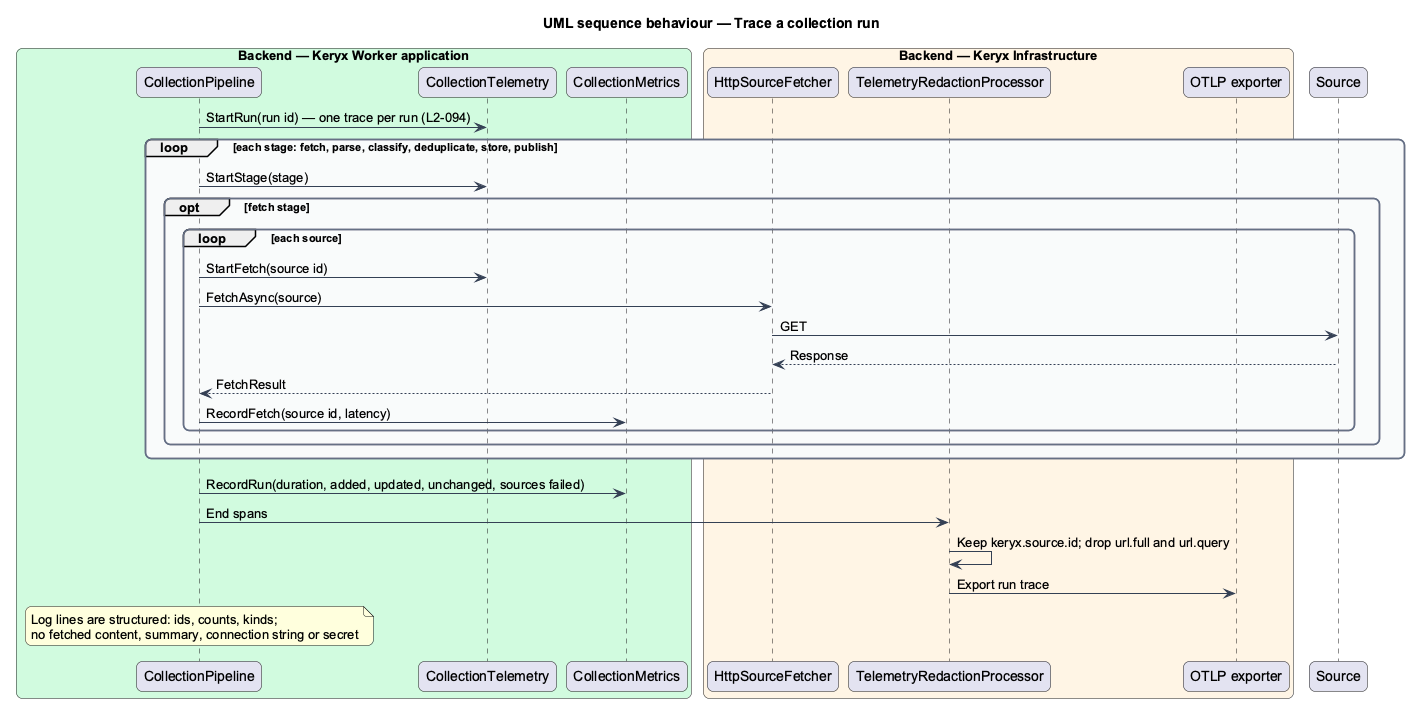 UML sequence behaviour — Trace a collection run
Backend — Keryx Worker application
Backend — Keryx Infrastructure
CollectionPipeline
CollectionTelemetry
CollectionMetrics
HttpSourceFetcher
TelemetryRedactionProcessor
OTLP exporter
Source
StartRun(run id) — one trace per run (L2-094)
loop
[each stage: fetch, parse, classify, deduplicate, store, publish]
StartStage(stage)
opt
[fetch stage]
loop
[each source]
StartFetch(source id)
FetchAsync(source)
GET
Response
FetchResult
RecordFetch(source id, latency)
RecordRun(duration, added, updated, unchanged, sources failed)
End spans
Keep keryx.source.id; drop url.full and url.query
Export run trace
Log lines are structured: ids, counts, kinds;
no fetched content, summary, connection string or secret
CollectionPipeline
CollectionTelemetry
CollectionMetrics
HttpSourceFetcher
TelemetryRedactionProcessor
OTLP exporter
Source